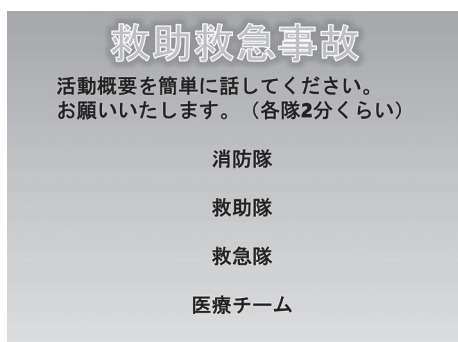 救助救急事故
活動概要を簡単に話してください。
お願いいたします。（各隊2分くらい）
消防隊
救助隊
救急隊
医療チーム